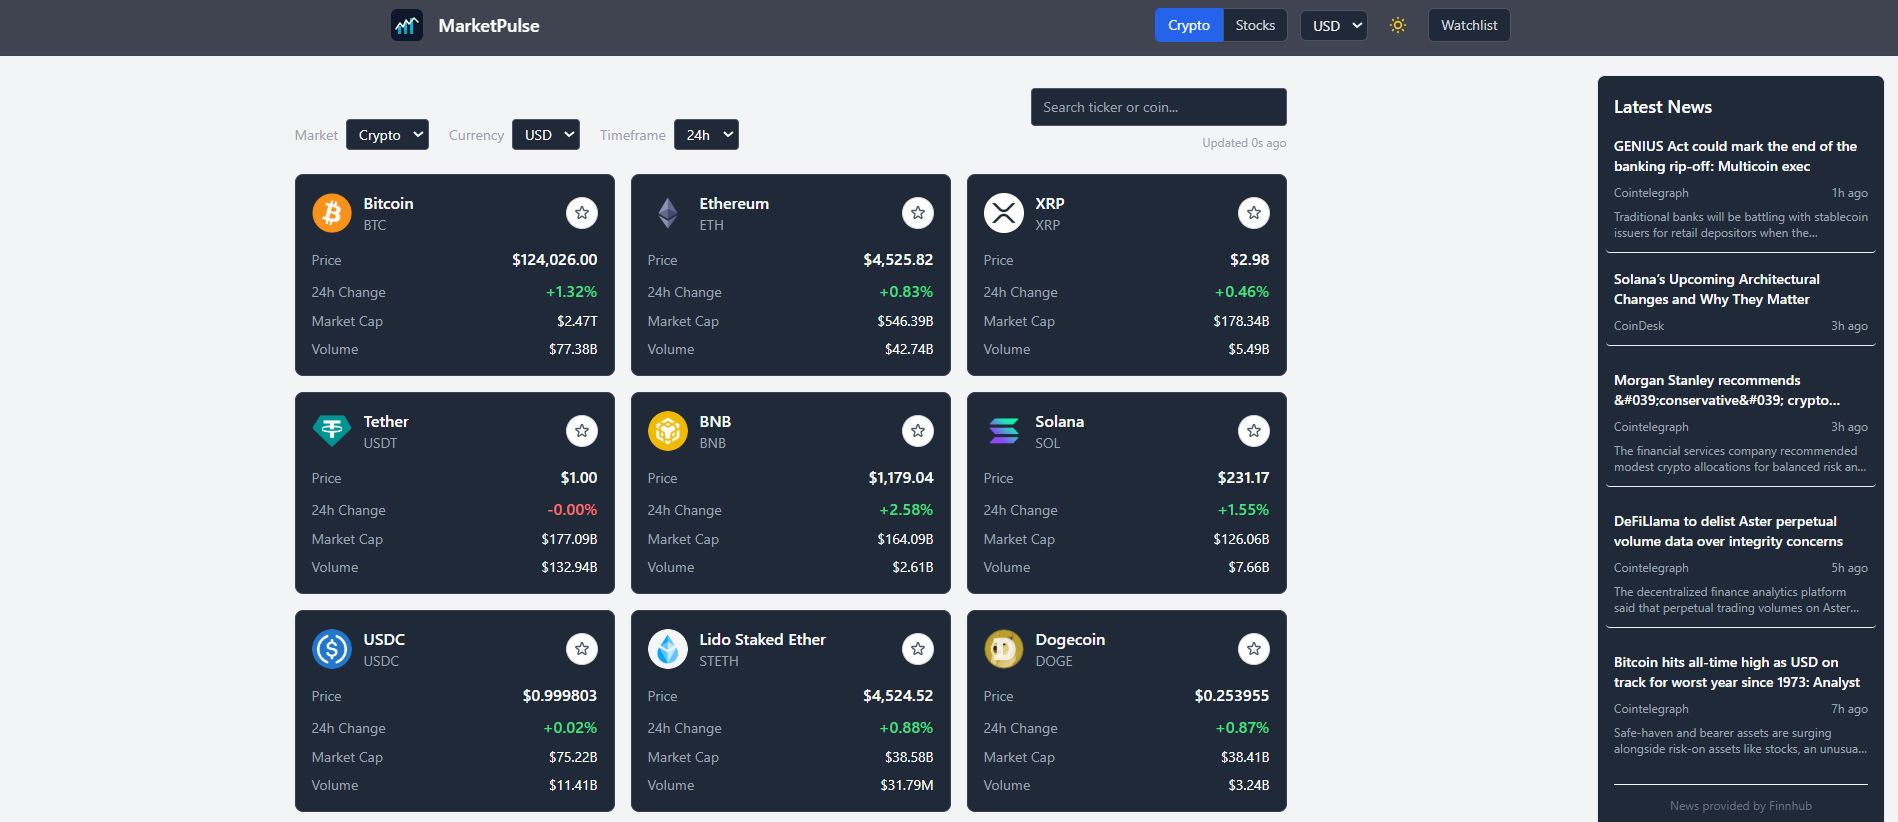 MarketPulse
Crypto Stocks USD Watchlist
Search ticker or coin...
Market Crypto Currency USD Timeframe 24h
Updated 0s ago
Bitcoin
BTC
Price $124,026.00
24h Change +1.32%
Market Cap $2.47T
Volume $77.38B
Ethereum
ETH
Price $4,525.82
24h Change +0.83%
Market Cap $546.39B
Volume $42.74B
XRP
XRP
Price $2.98
24h Change +0.46%
Market Cap $178.34B
Volume $5.49B
Tether
USDT
Price $1.00
24h Change -0.00%
Market Cap $177.09B
Volume $132.94B
BNB
BNB
Price $1,179.04
24h Change +2.58%
Market Cap $164.09B
Volume $2.61B
Solana
SOL
Price $231.17
24h Change +1.55%
Market Cap $126.06B
Volume $7.66B
USDC
USDC
Price $0.999803
24h Change +0.02%
Market Cap $75.22B
Volume $11.41B
Lido Staked Ether
STETH
Price $4,524.52
24h Change +0.88%
Market Cap $38.58B
Volume $31.79M
Dogecoin
DOGE
Price $0.253955
24h Change +0.87%
Market Cap $38.41B
Volume $3.24B
Latest News
GENIUS Act could mark the end of the
banking rip-off: Multicoin exec
Cointelegraph 1h ago
Traditional banks will be battling with stablecoin
issuers for retail depositors when the...
Solana's Upcoming Architectural
Changes and Why They Matter
CoinDesk 3h ago
Morgan Stanley recommends
&#039;conservative&#039; crypto...
Cointelegraph 3h ago
The financial services company recommended
modest crypto allocations for balanced risk an...
DeFiLlama to delist Aster perpetual
volume data over integrity concerns
Cointelegraph 5h ago
The decentralized finance analytics platform
said that perpetual trading volumes on Aster...
Bitcoin hits all-time high as USD on
track for worst year since 1973: Analyst
Cointelegraph 7h ago
Safe-haven and bearer assets are surging
alongside risk-on assets like stocks, an unusua...
News provided by Finnhub